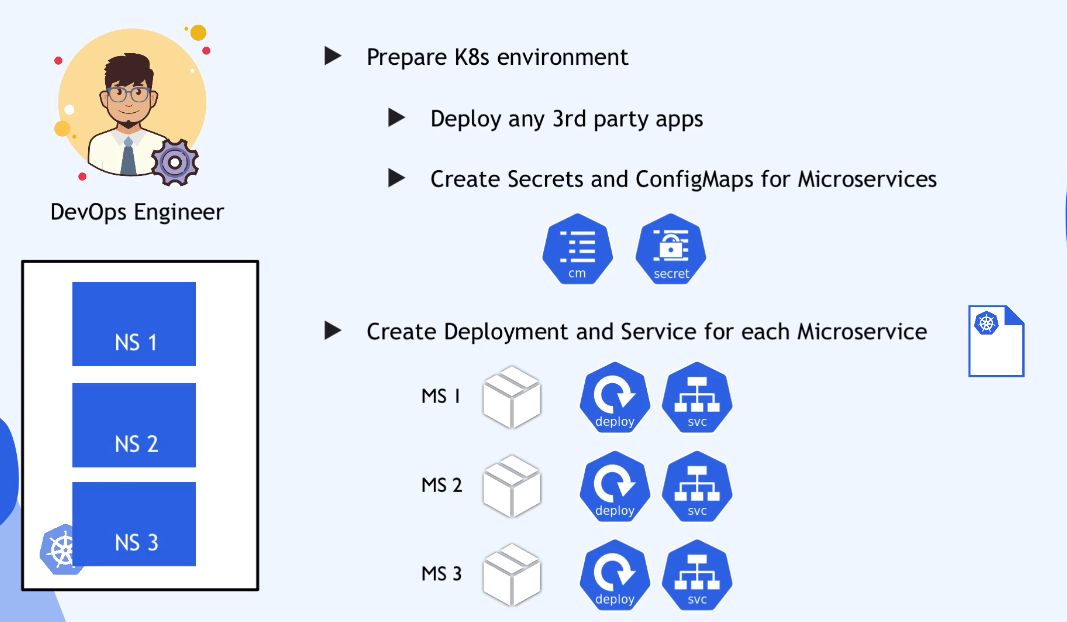 Prepare K8s environment
Deploy any 3rd party apps
Create Secrets and ConfigMaps for Microservices
DevOps Engineer
cm
secret
NS 1
NS 2
NS 3
Create Deployment and Service for each Microservice
MS 1
deploy
svc
MS 2
deploy
svc
MS 3
deploy
svc